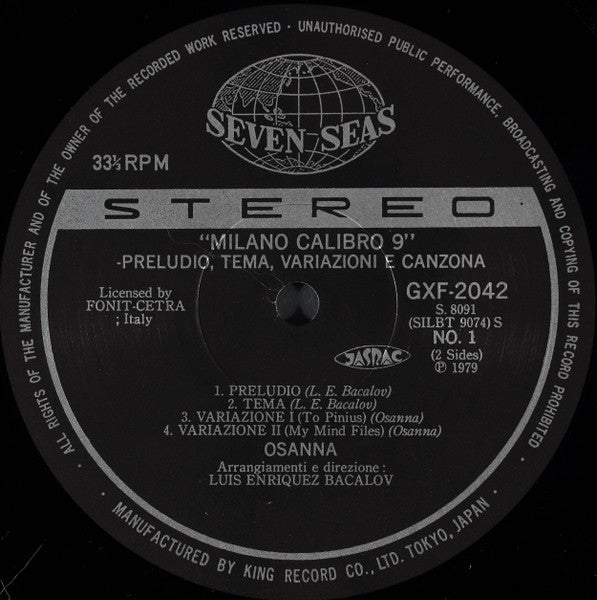 ALL RIGHTS OF THE MANUFACTURER AND OF THE OWNER OF THE RECORDED WORK RESERVED · UNAUTHORISED PUBLIC PERFORMANCE, BROADCASTING AND COPYING OF THIS RECORD PROHIBITED
SEVEN SEAS
33⅓ RPM
STEREO
"MILANO CALIBRO 9"
-PRELUDIO, TEMA, VARIAZIONI E CANZONA
Licensed by
FONIT-CETRA
; Italy
GXF-2042
S. 8091
(SILBT 9074) S
NO. 1
(2 Sides)
℗ 1979
JASRAC
1. PRELUDIO (L. E. Bacalov)
2. TEMA (L. E. Bacalov)
3. VARIAZIONE I (To Pinius) (Osanna)
4. VARIAZIONE II (My Mind Files) (Osanna)
OSANNA
Arrangiamenti e direzione :
LUIS ENRIQUEZ BACALOV
· MANUFACTURED BY KING RECORD CO., LTD. TOKYO, JAPAN ·